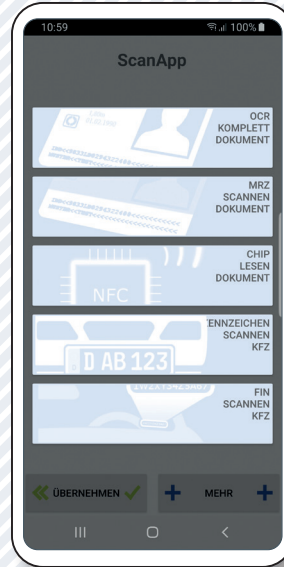 10:59 100%
ScanApp
OCR
KOMPLETT
DOKUMENT
MRZ
SCANNEN
DOKUMENT
CHIP
LESEN
DOKUMENT
NFC
ENNZEICHEN
SCANNEN
KFZ
D AB 123
FIN
SCANNEN
KFZ
ÜBERNEHMEN MEHR